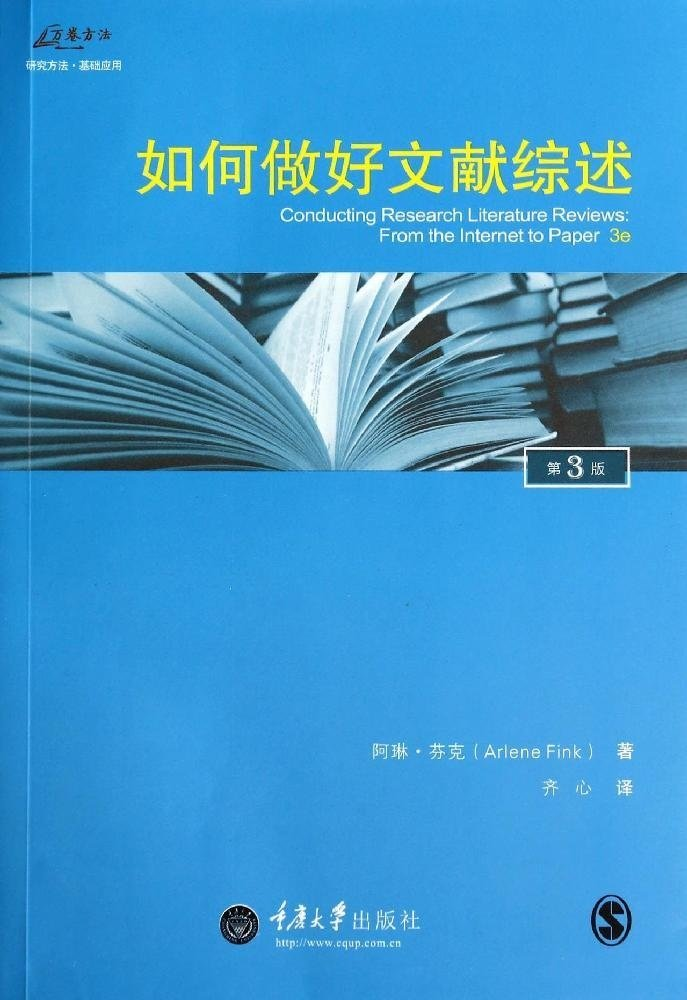 万卷方法
研究方法·基础应用
如何做好文献综述
Conducting Research Literature Reviews:
From the Internet to Paper 3e
第3版
阿琳·芬克（Arlene Fink） 著
齐心 译
重庆大学出版社
http://www.cqup.com.cn
S